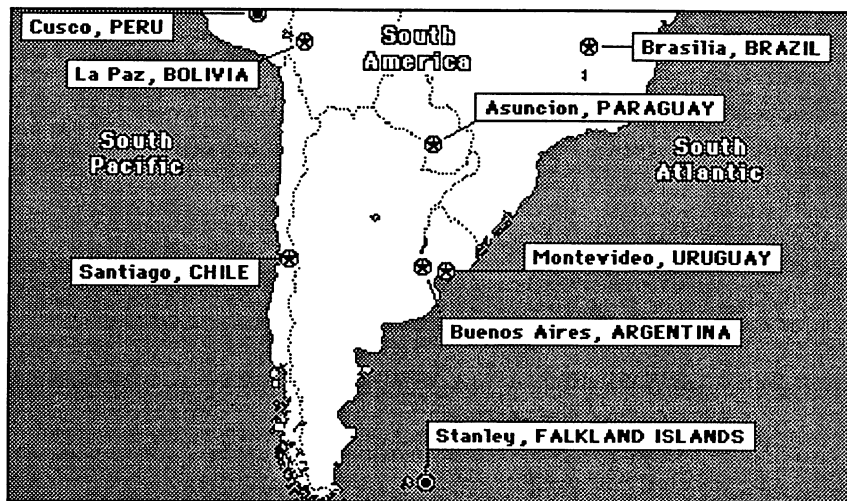 Cusco, PERU
South
America
La Paz, BOLIVIA
Brasilia, BRAZIL
Asuncion, PARAGUAY
South
Pacific
South
Atlantic
Santiago, CHILE
Montevideo, URUGUAY
Buenos Aires, ARGENTINA
Stanley, FALKLAND ISLANDS